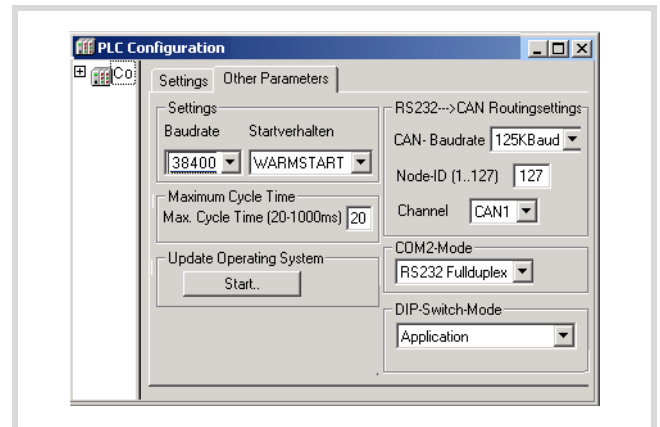 PLC Configuration
Co
Settings Other Parameters
Settings
Baudrate Startverhalten
38400 WARMSTART
Maximum Cycle Time
Max. Cycle Time (20-1000ms) 20
Update Operating System
Start..
RS232--->CAN Routingsettings
CAN- Baudrate 125KBaud
Node-ID (1..127) 127
Channel CAN1
COM2-Mode
RS232 Fullduplex
DIP-Switch-Mode
Application